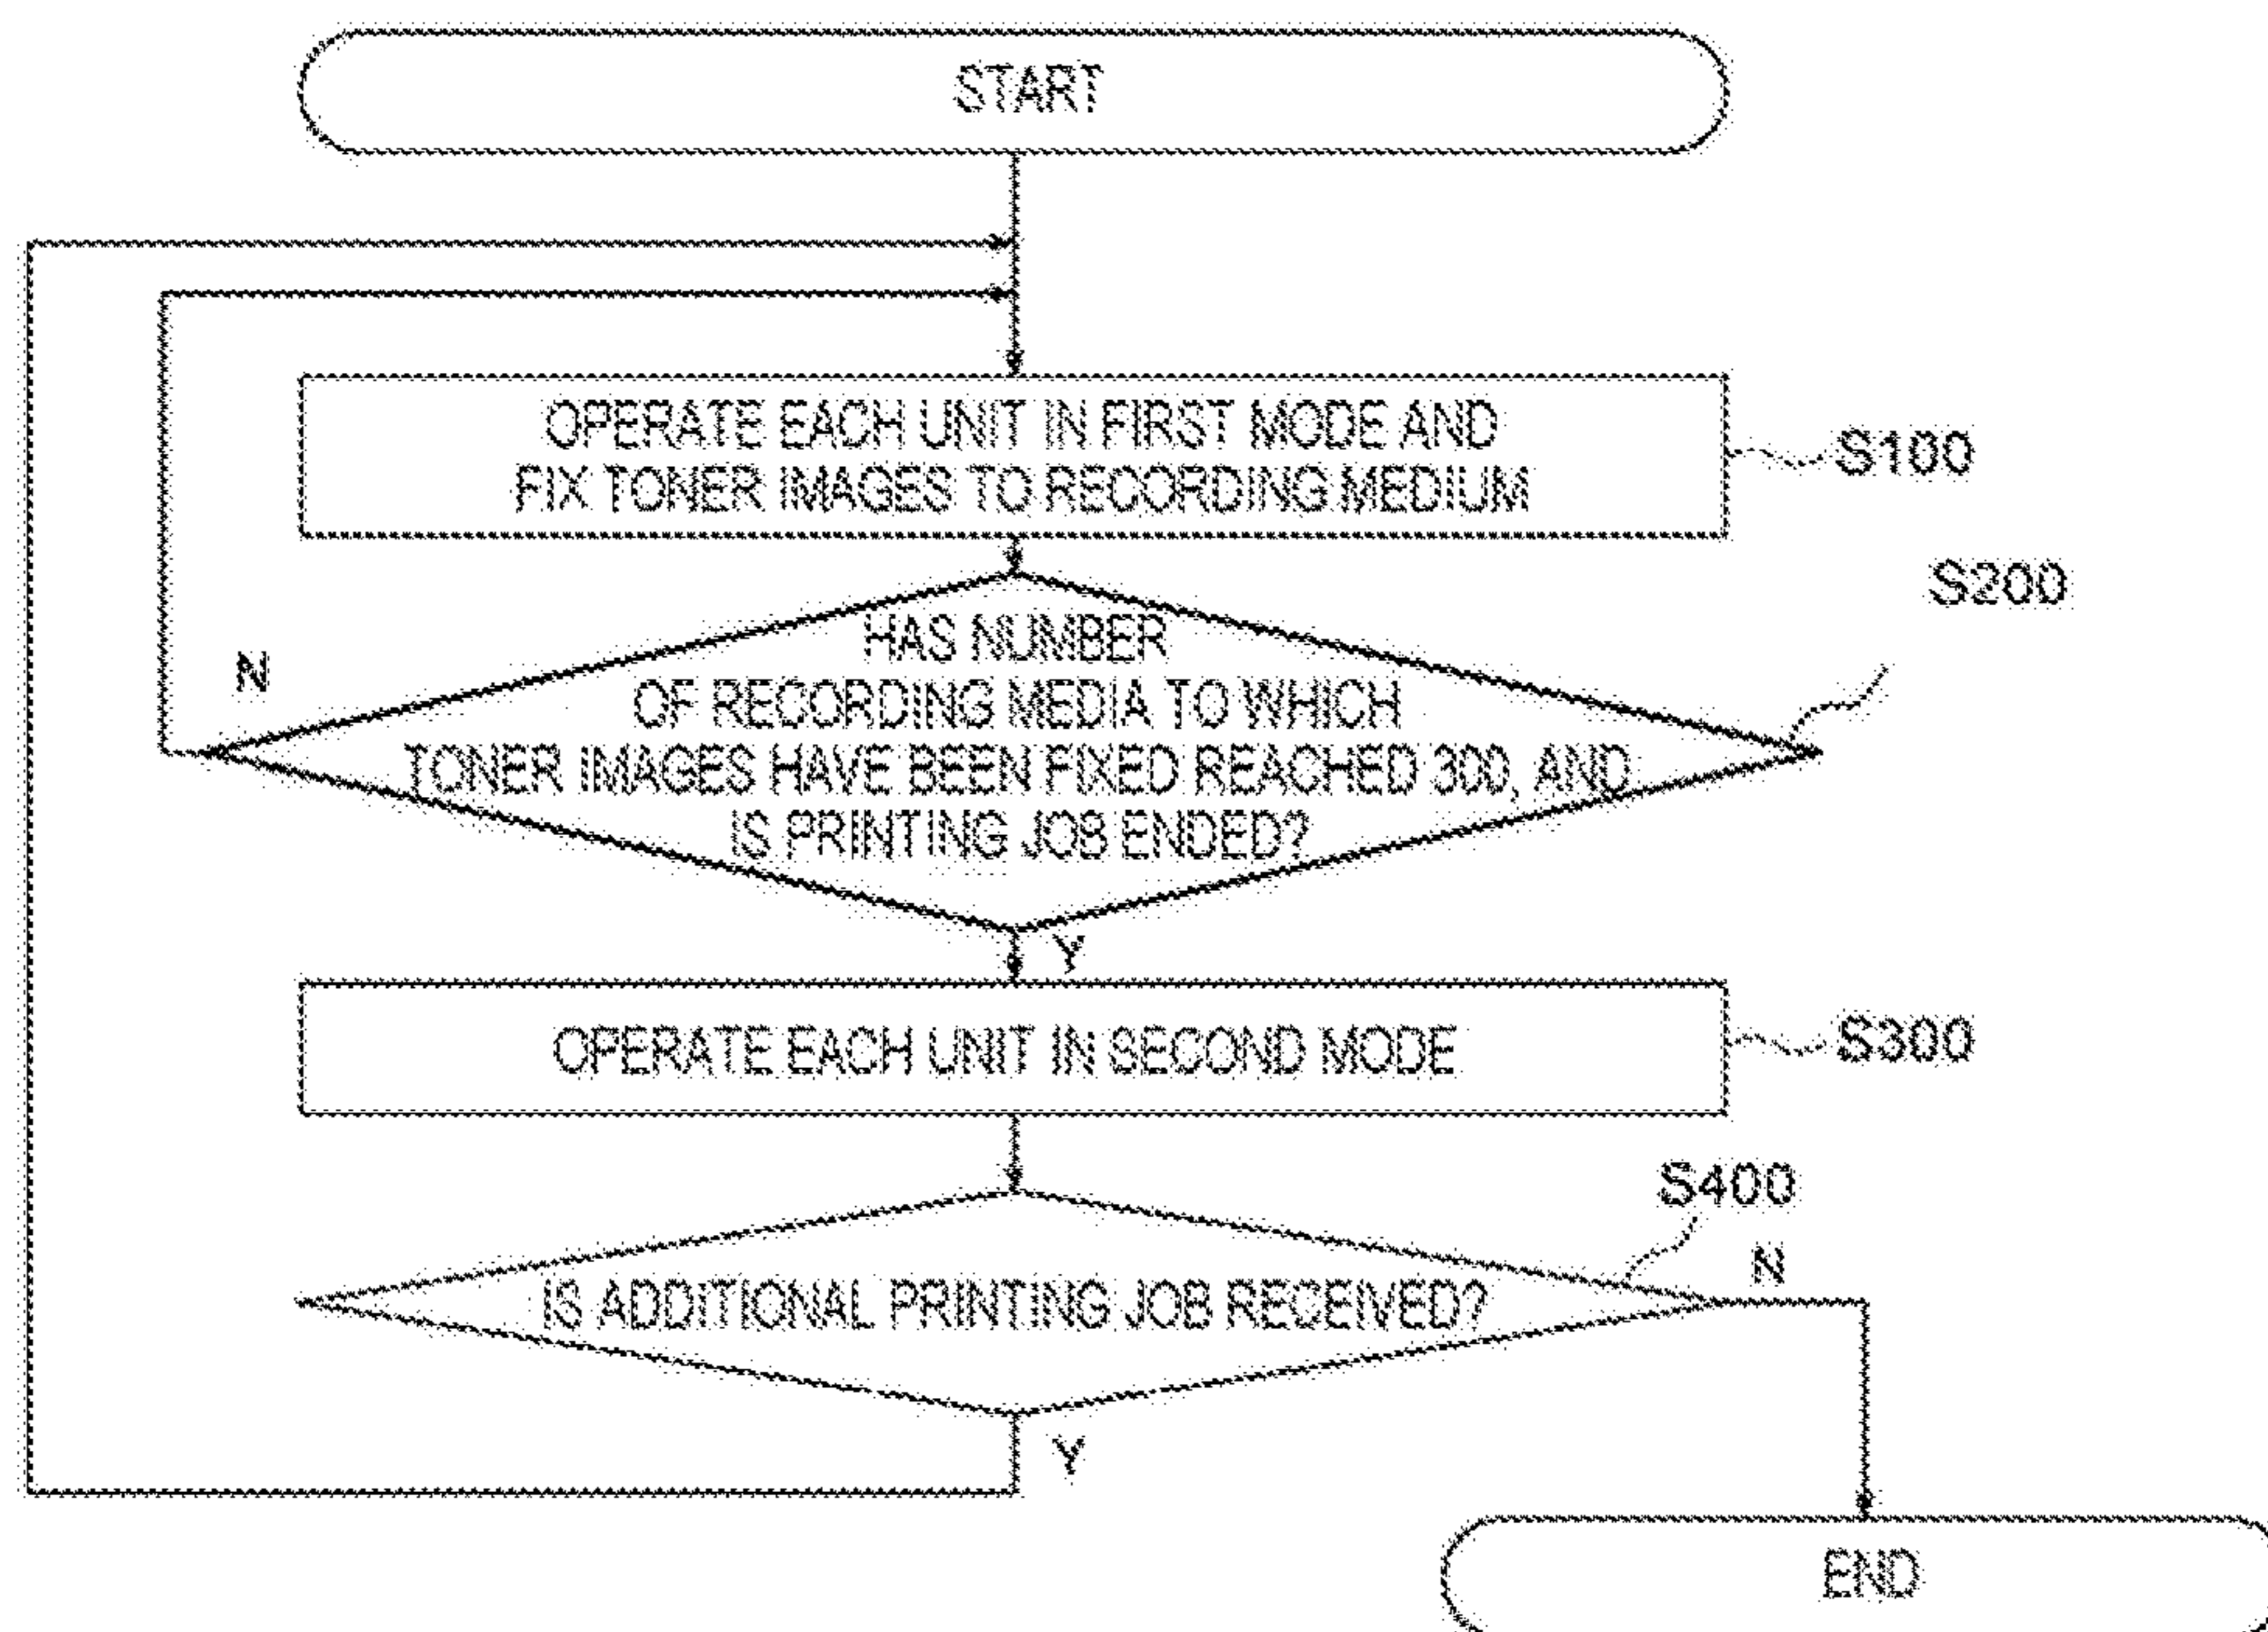 START
OPERATE EACH UNIT IN FIRST MODE AND
FIX TONER IMAGES TO RECORDING MEDIUM
S100
S200
HAS NUMBER
OF RECORDING MEDIA TO WHICH
TONER IMAGES HAVE BEEN FIXED REACHED 300, AND
IS PRINTING JOB ENDED?
N
Y
OPERATE EACH UNIT IN SECOND MODE
S300
S400
IS ADDITIONAL PRINTING JOB RECEIVED?
N
Y
END